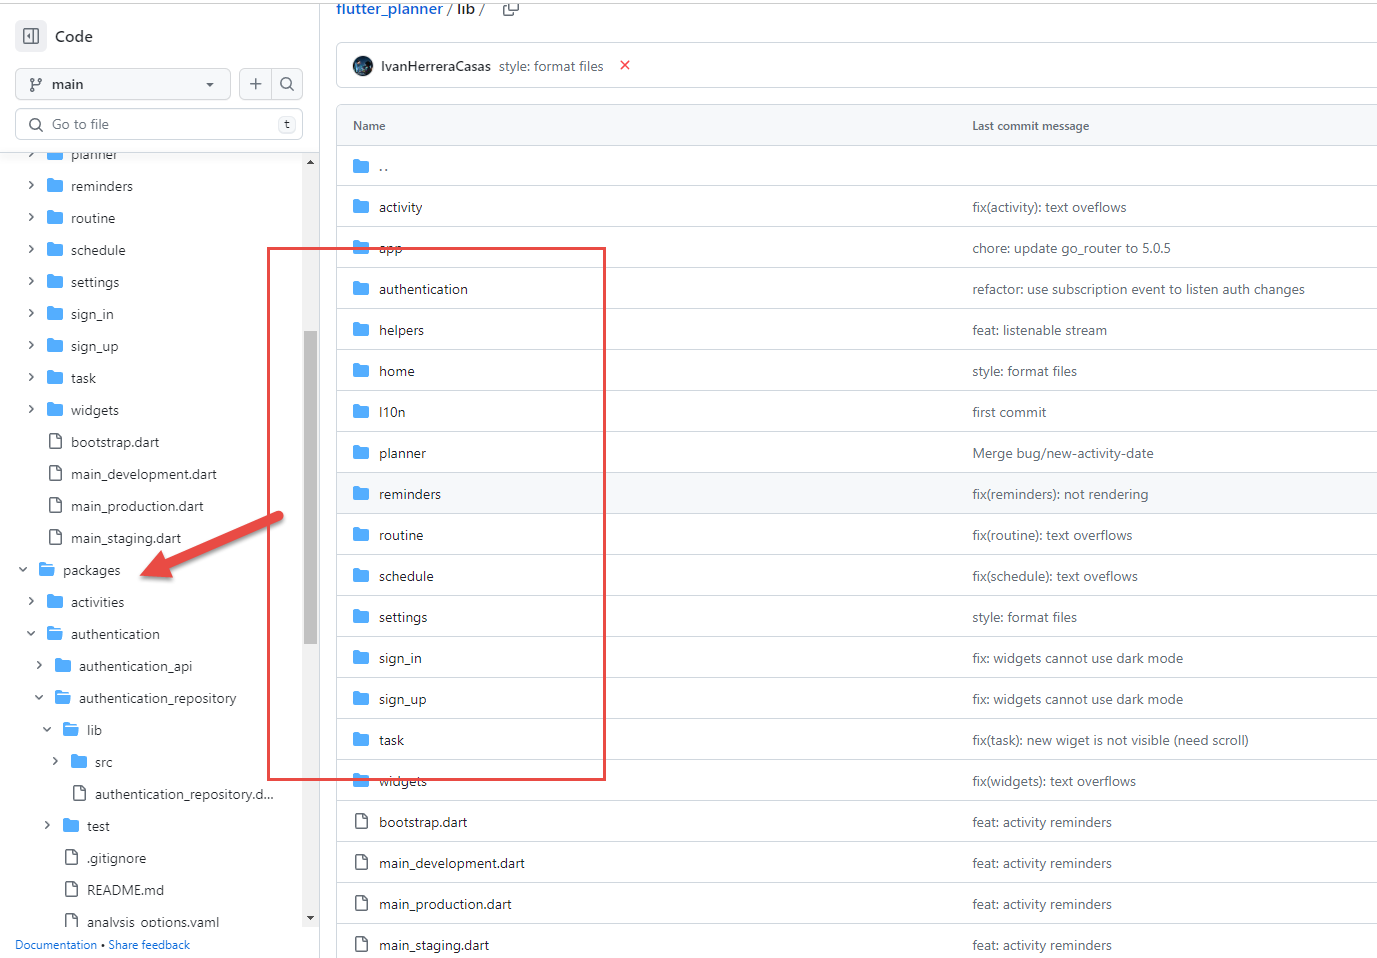 Code
main
Go to file
t
planner
reminders
routine
schedule
settings
sign_in
sign_up
task
widgets
bootstrap.dart
main_development.dart
main_production.dart
main_staging.dart
packages
activities
authentication
authentication_api
authentication_repository
lib
src
authentication_repository.d...
test
.gitignore
README.md
analysis_options.yaml
Documentation • Share feedback
flutter_planner / lib /
IvanHerreraCasas style: format files
Name Last commit message
..
activity fix(activity): text oveflows
app chore: update go_router to 5.0.5
authentication refactor: use subscription event to listen auth changes
helpers feat: listenable stream
home style: format files
l10n first commit
planner Merge bug/new-activity-date
reminders fix(reminders): not rendering
routine fix(routine): text overflows
schedule fix(schedule): text oveflows
settings style: format files
sign_in fix: widgets cannot use dark mode
sign_up fix: widgets cannot use dark mode
task fix(task): new wiget is not visible (need scroll)
widgets fix(widgets): text overflows
bootstrap.dart feat: activity reminders
main_development.dart feat: activity reminders
main_production.dart feat: activity reminders
main_staging.dart feat: activity reminders